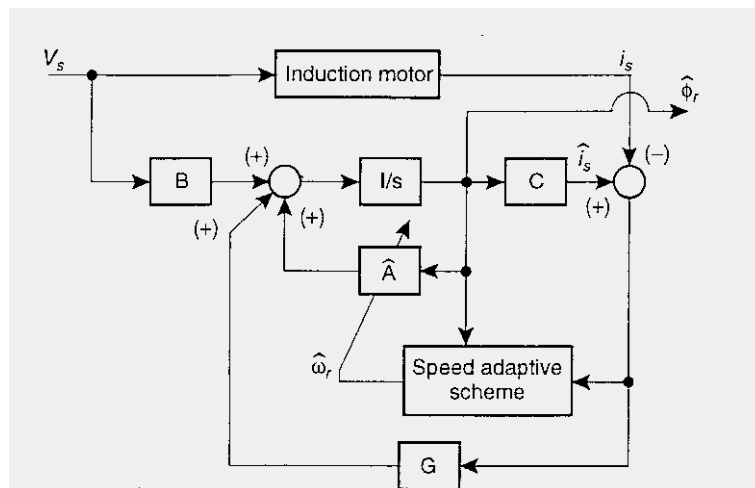 V_s
Induction motor
i_s
φ̂_r
B
(+)
I/s
C
î_s
(−)
(+)
(+)
(+)
Â
ω̂_r
Speed adaptive
scheme
G